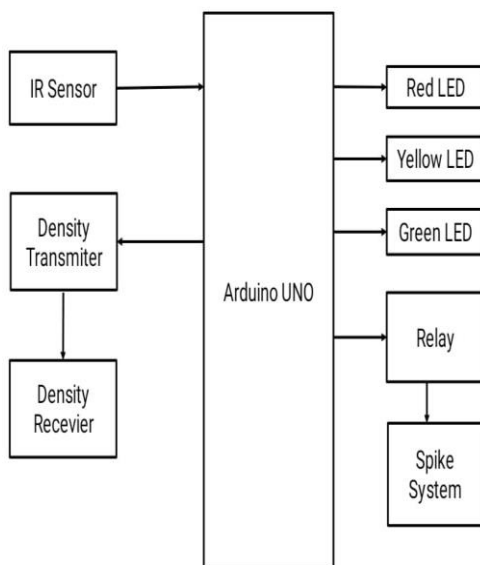 IR Sensor
Density
Transmiter
Density
Recevier
Arduino UNO
Red LED
Yellow LED
Green LED
Relay
Spike
System